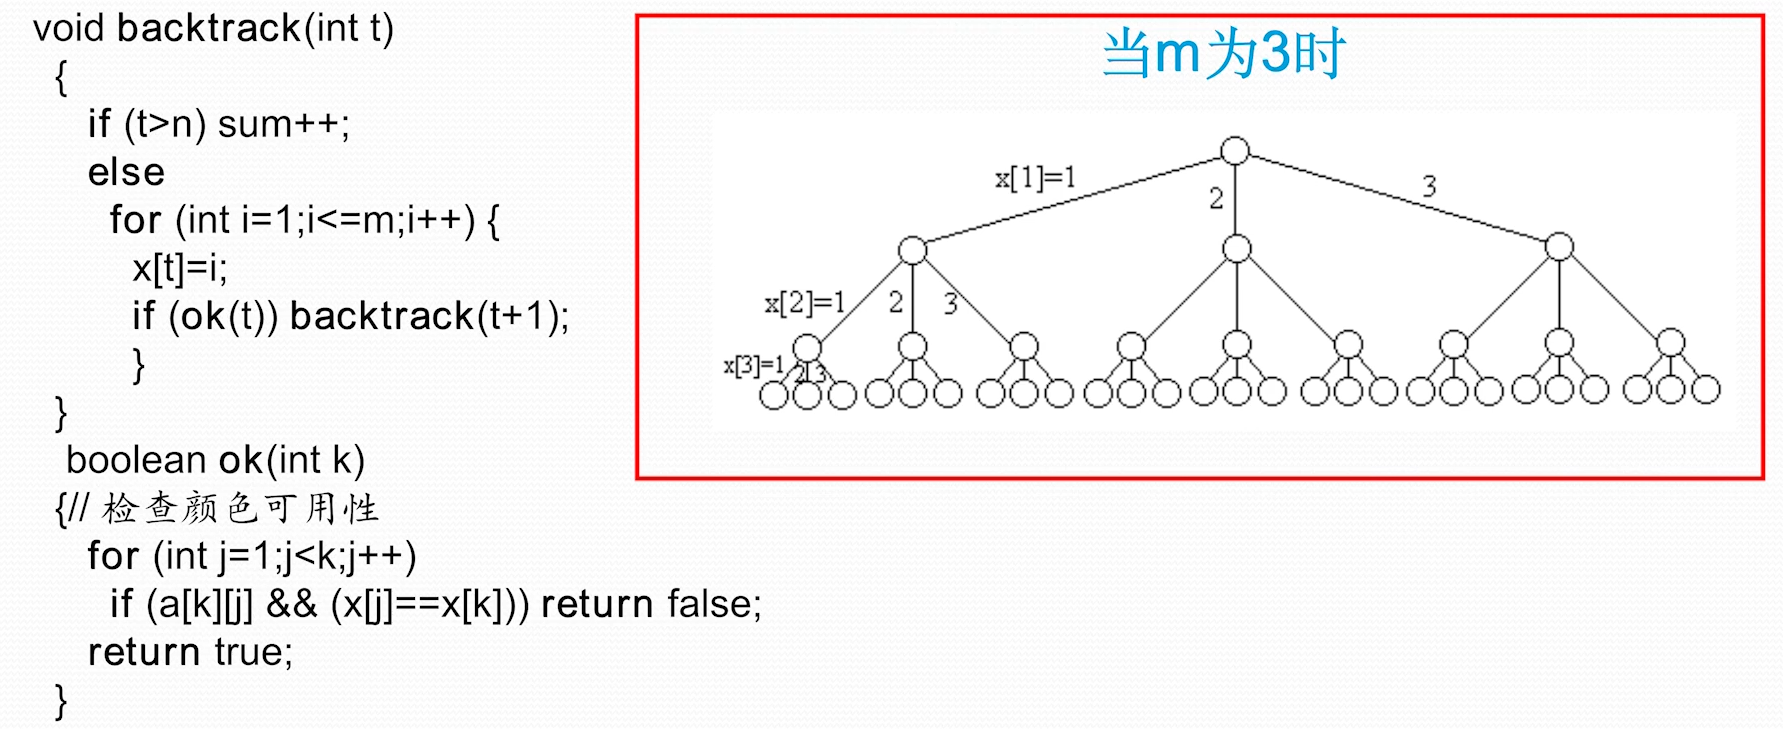 void backtrack(int t)
{
if (t>n) sum++;
else
for (int i=1;i<=m;i++) {
x[t]=i;
if (ok(t)) backtrack(t+1);
}
}
boolean ok(int k)
{// 检查颜色可用性
for (int j=1;j<k;j++)
if (a[k][j] && (x[j]==x[k])) return false;
return true;
}
当m为3时
x[1]=1
2
3
x[2]=1 2 3
x[3]=1 2 3